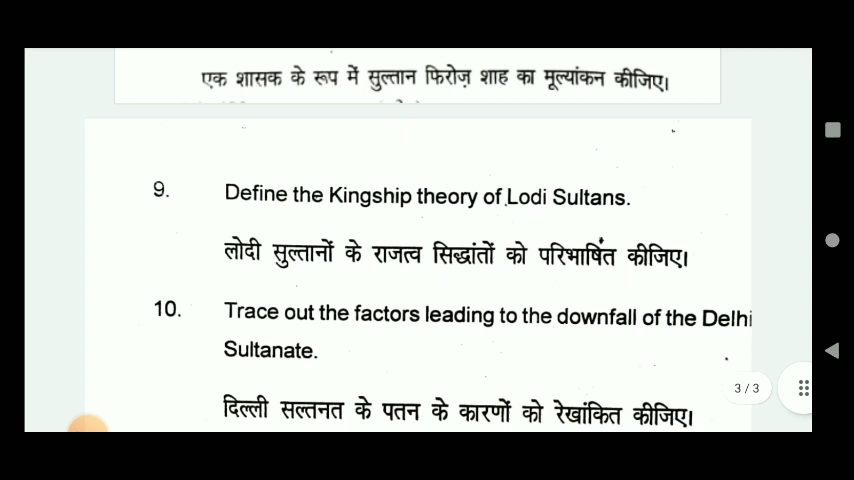 एक शासक के रूप में सुल्तान फिरोज़ शाह का मूल्यांकन कीजिए।
9. Define the Kingship theory of Lodi Sultans.
लोदी सुल्तानों के राजत्व सिद्धांतों को परिभाषित कीजिए।
10. Trace out the factors leading to the downfall of the Delhi
Sultanate.
3 / 3
दिल्ली सल्तनत के पतन के कारणों को रेखांकित कीजिए।